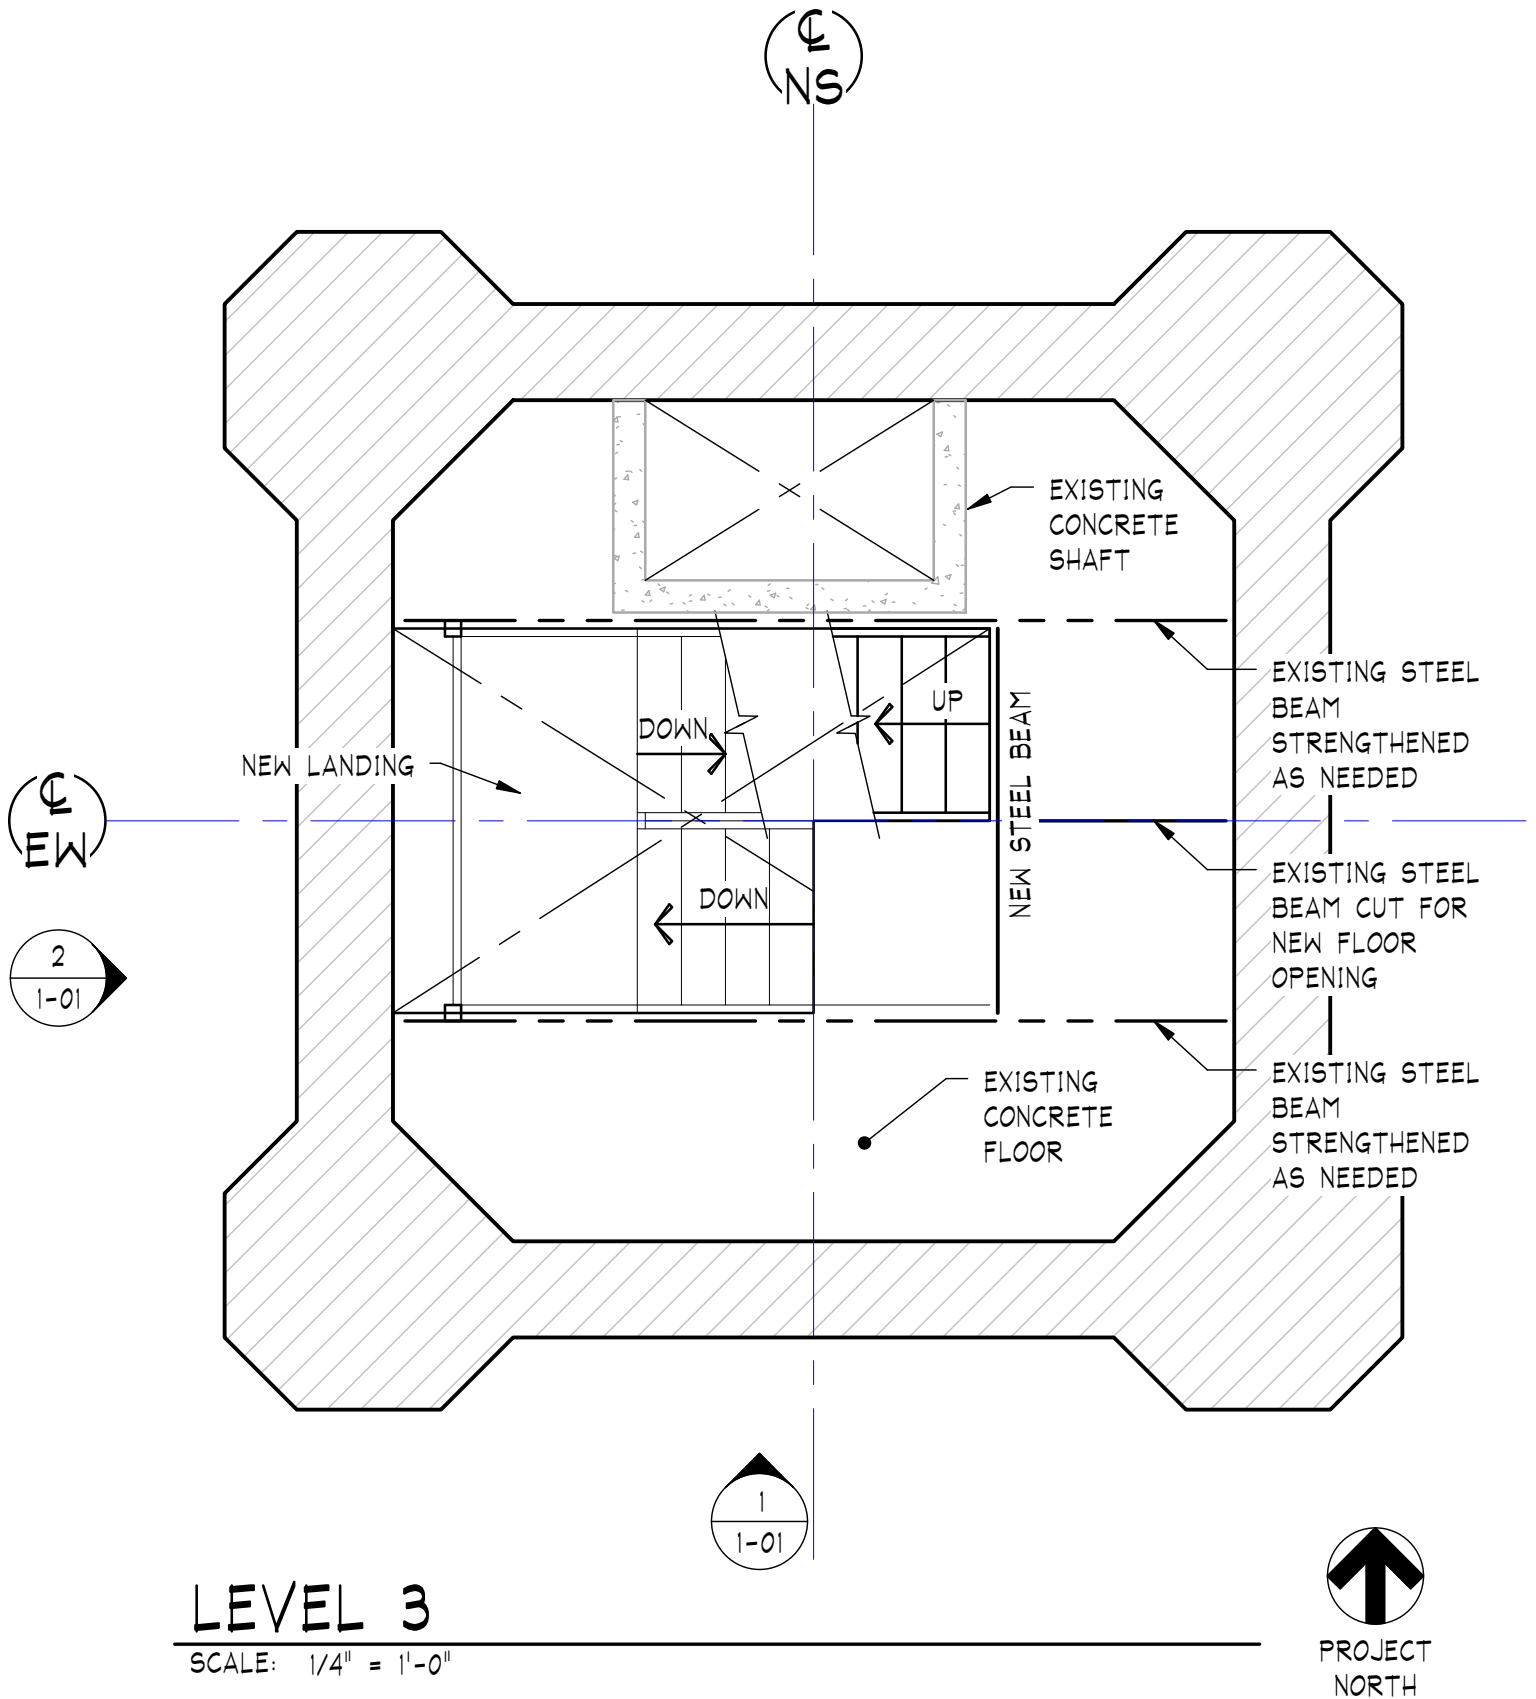 ℄
NS
EXISTING
CONCRETE
SHAFT
EXISTING STEEL
BEAM
STRENGTHENED
AS NEEDED
UP
DOWN
NEW STEEL BEAM
NEW LANDING
℄
EW
EXISTING STEEL
BEAM CUT FOR
NEW FLOOR
OPENING
DOWN
2
1-01
EXISTING
CONCRETE
FLOOR
EXISTING STEEL
BEAM
STRENGTHENED
AS NEEDED
1
1-01
LEVEL 3
SCALE: 1/4" = 1'-0"
PROJECT
NORTH